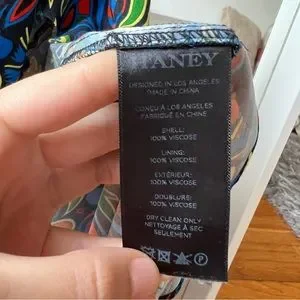 HANEY
DESIGNED IN LOS ANGELES
MADE IN CHINA
CONÇU À LOS ANGELES
FABRIQUÉ EN CHINE
SHELL:
100% VISCOSE
LINING:
100% VISCOSE
EXTÉRIEUR:
100% VISCOSE
DOUBLURE:
100% VISCOSE
DRY CLEAN ONLY
NETTOYAGE À SEC
SEULEMENT
P